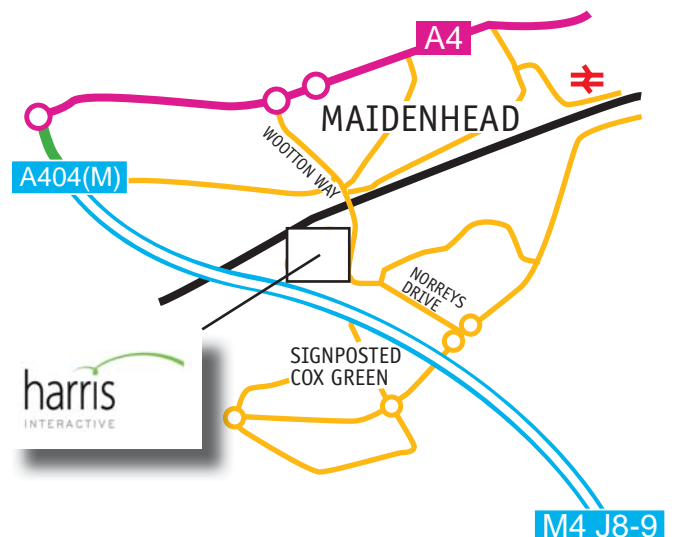 A4
MAIDENHEAD
WOOTTON WAY
A404(M)
NORREYS
DRIVE
SIGNPOSTED
COX GREEN
harris
INTERACTIVE
M4 J8-9